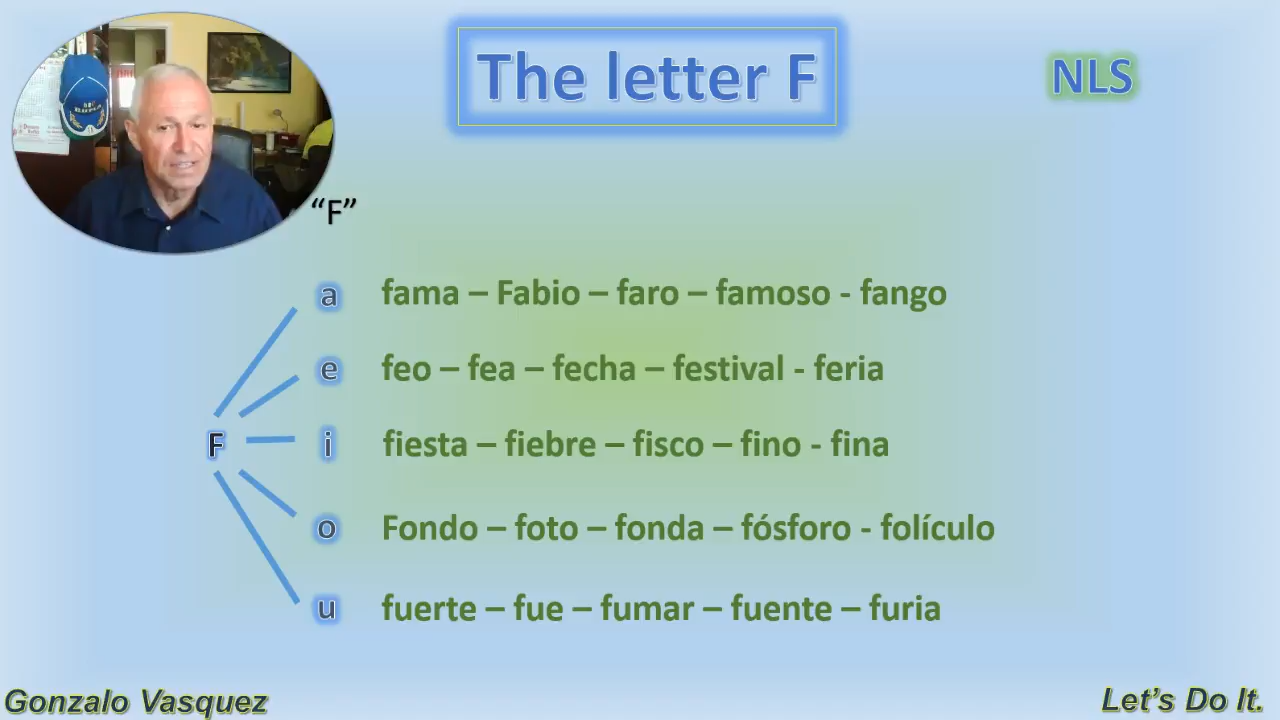 The letter F
NLS
“F”
a fama – Fabio – faro – famoso - fango
e feo – fea – fecha – festival - feria
F i fiesta – fiebre – fisco – fino - fina
o Fondo – foto – fonda – fósforo - folículo
u fuerte – fue – fumar – fuente – furia
Gonzalo Vasquez
Let’s Do It.